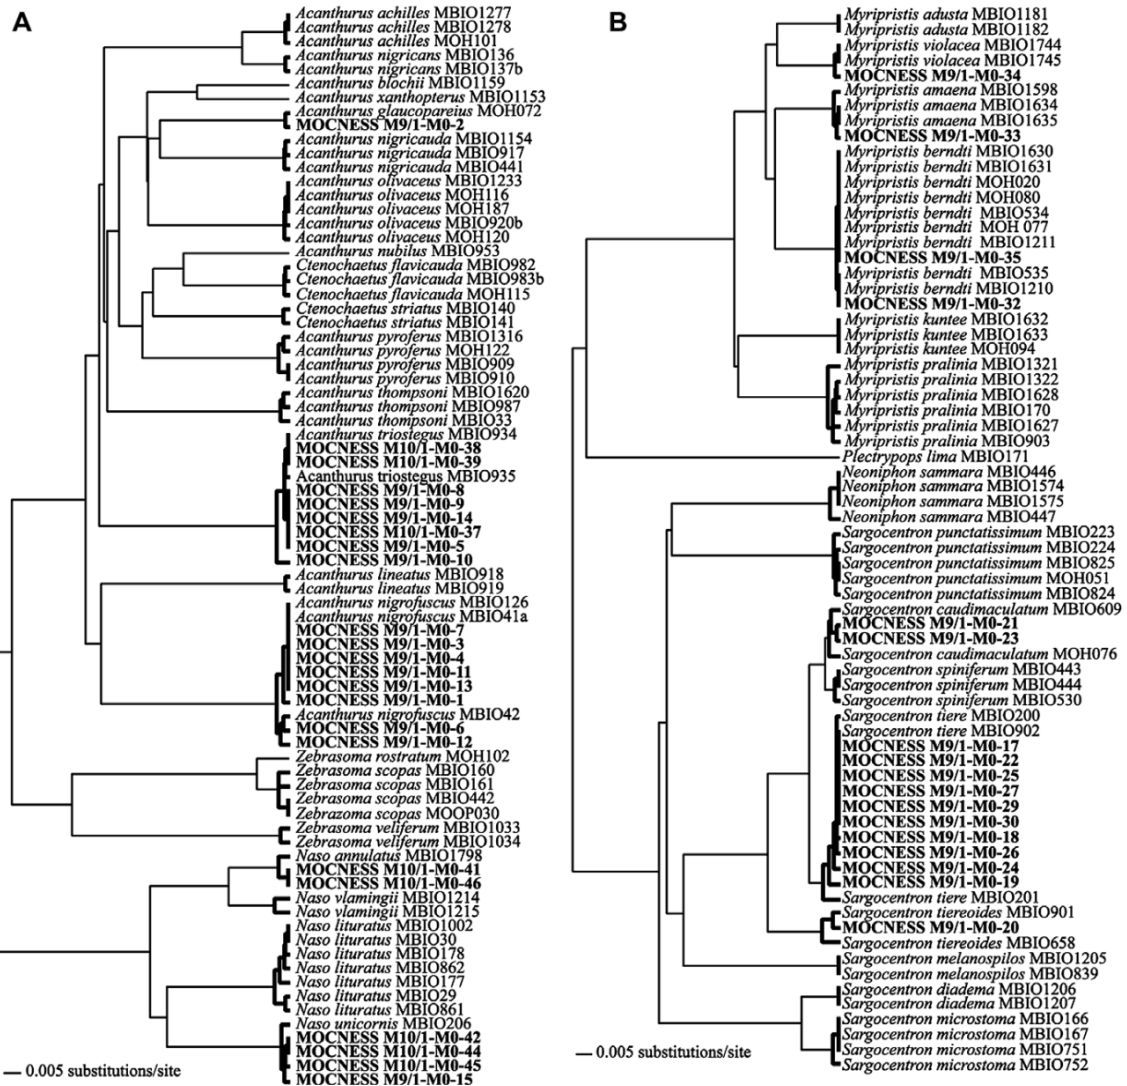 A
Acanthurus achilles MBIO1277
Acanthurus achilles MBIO1278
Acanthurus achilles MOH101
Acanthurus nigricans MBIO136
Acanthurus nigricans MBIO137b
Acanthurus blochii MBIO1159
Acanthurus xanthopterus MBIO1153
Acanthurus glaucopareius MOH072
MOCNESS M9/1-M0-2
Acanthurus nigricauda MBIO1154
Acanthurus nigricauda MBIO917
Acanthurus nigricauda MBIO441
Acanthurus olivaceus MBIO1233
Acanthurus olivaceus MOH116
Acanthurus olivaceus MOH187
Acanthurus olivaceus MBIO920b
Acanthurus olivaceus MOH120
Acanthurus nubilus MBIO953
Ctenochaetus flavicauda MBIO982
Ctenochaetus flavicauda MBIO983b
Ctenochaetus flavicauda MOH115
Ctenochaetus striatus MBIO140
Ctenochaetus striatus MBIO141
Acanthurus pyroferus MBIO1316
Acanthurus pyroferus MOH122
Acanthurus pyroferus MBIO909
Acanthurus pyroferus MBIO910
Acanthurus thompsoni MBIO1620
Acanthurus thompsoni MBIO987
Acanthurus thompsoni MBIO33
Acanthurus triostegus MBIO934
MOCNESS M10/1-M0-38
MOCNESS M10/1-M0-39
Acanthurus triostegus MBIO935
MOCNESS M9/1-M0-8
MOCNESS M9/1-M0-9
MOCNESS M9/1-M0-14
MOCNESS M10/1-M0-37
MOCNESS M9/1-M0-5
MOCNESS M9/1-M0-10
Acanthurus lineatus MBIO918
Acanthurus lineatus MBIO919
Acanthurus nigrofuscus MBIO126
Acanthurus nigrofuscus MBIO41a
MOCNESS M9/1-M0-7
MOCNESS M9/1-M0-3
MOCNESS M9/1-M0-4
MOCNESS M9/1-M0-11
MOCNESS M9/1-M0-13
MOCNESS M9/1-M0-1
Acanthurus nigrofuscus MBIO42
MOCNESS M9/1-M0-6
MOCNESS M9/1-M0-12
Zebrasoma rostratum MOH102
Zebrasoma scopas MBIO160
Zebrasoma scopas MBIO161
Zebrasoma scopas MBIO442
Zebrazoma scopas MOOP030
Zebrasoma veliferum MBIO1033
Zebrasoma veliferum MBIO1034
Naso annulatus MBIO1798
MOCNESS M10/1-M0-41
MOCNESS M10/1-M0-46
Naso vlamingii MBIO1214
Naso vlamingii MBIO1215
Naso lituratus MBIO1002
Naso lituratus MBIO30
Naso lituratus MBIO178
Naso lituratus MBIO862
Naso lituratus MBIO177
Naso lituratus MBIO29
Naso lituratus MBIO861
Naso unicornis MBIO206
MOCNESS M10/1-M0-42
MOCNESS M10/1-M0-44
MOCNESS M10/1-M0-45
MOCNESS M9/1-M0-15
0.005 substitutions/site
B
Myripristis adusta MBIO1181
Myripristis adusta MBIO1182
Myripristis violacea MBIO1744
Myripristis violacea MBIO1745
MOCNESS M9/1-M0-34
Myripristis amaena MBIO1598
Myripristis amaena MBIO1634
Myripristis amaena MBIO1635
MOCNESS M9/1-M0-33
Myripristis berndti MBIO1630
Myripristis berndti MBIO1631
Myripristis berndti MOH020
Myripristis berndti MOH080
Myripristis berndti MBIO534
Myripristis berndti MOH 077
Myripristis berndti MBIO1211
MOCNESS M9/1-M0-35
Myripristis berndti MBIO535
Myripristis berndti MBIO1210
MOCNESS M9/1-M0-32
Myripristis kuntee MBIO1632
Myripristis kuntee MBIO1633
Myripristis kuntee MOH094
Myripristis pralinia MBIO1321
Myripristis pralinia MBIO1322
Myripristis pralinia MBIO1628
Myripristis pralinia MBIO170
Myripristis pralinia MBIO1627
Myripristis pralinia MBIO903
Plectrypops lima MBIO171
Neoniphon sammara MBIO446
Neoniphon sammara MBIO1574
Neoniphon sammara MBIO1575
Neoniphon sammara MBIO447
Sargocentron punctatissimum MBIO223
Sargocentron punctatissimum MBIO224
Sargocentron punctatissimum MBIO825
Sargocentron punctatissimum MOH051
Sargocentron punctatissimum MBIO824
Sargocentron caudimaculatum MBIO609
MOCNESS M9/1-M0-21
MOCNESS M9/1-M0-23
Sargocentron caudimaculatum MOH076
Sargocentron spiniferum MBIO443
Sargocentron spiniferum MBIO444
Sargocentron spiniferum MBIO530
Sargocentron tiere MBIO200
Sargocentron tiere MBIO902
MOCNESS M9/1-M0-17
MOCNESS M9/1-M0-22
MOCNESS M9/1-M0-25
MOCNESS M9/1-M0-27
MOCNESS M9/1-M0-29
MOCNESS M9/1-M0-30
MOCNESS M9/1-M0-18
MOCNESS M9/1-M0-26
MOCNESS M9/1-M0-24
MOCNESS M9/1-M0-19
Sargocentron tiere MBIO201
Sargocentron tiereoides MBIO901
MOCNESS M9/1-M0-20
Sargocentron tiereoides MBIO658
Sargocentron melanospilos MBIO1205
Sargocentron melanospilos MBIO839
Sargocentron diadema MBIO1206
Sargocentron diadema MBIO1207
Sargocentron microstoma MBIO166
Sargocentron microstoma MBIO167
Sargocentron microstoma MBIO751
Sargocentron microstoma MBIO752
0.005 substitutions/site